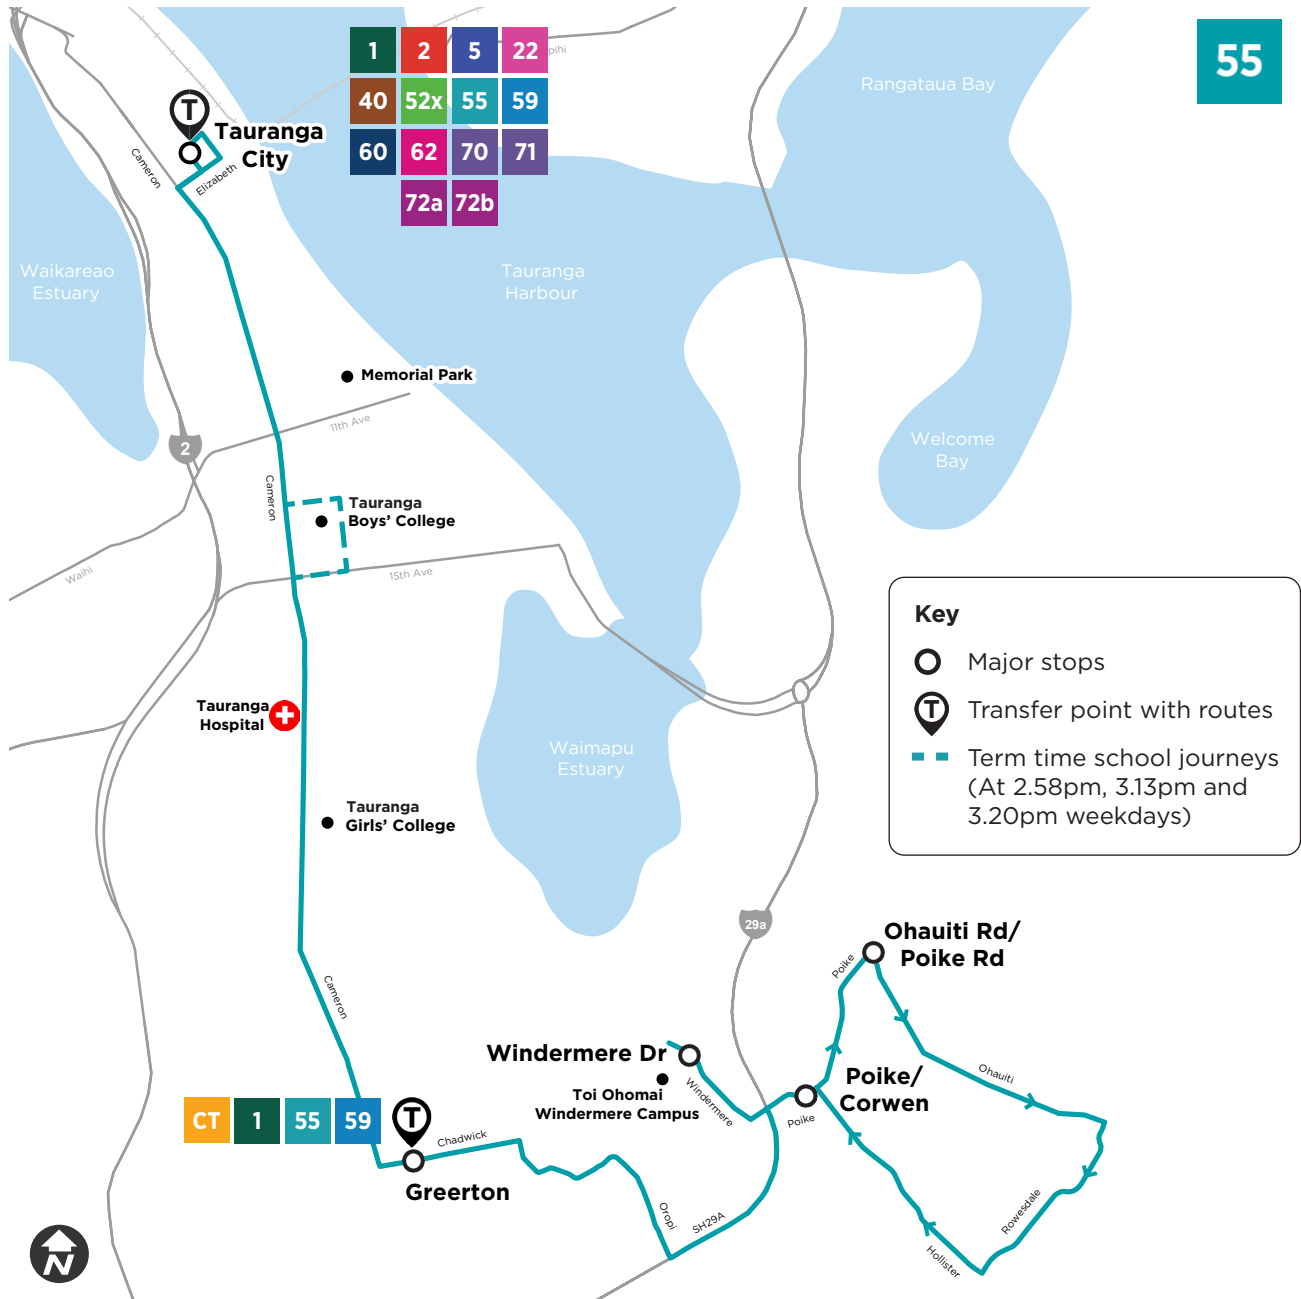 55
1 2 5 22
40 52x 55 59
60 62 70 71
72a 72b
pihi
Rangataua Bay
T
Tauranga
City
Cameron
Elizabeth
Waikareao
Estuary
Tauranga
Harbour
Memorial Park
11th Ave
2
Welcome
Bay
Cameron
Tauranga
Boys' College
Waihi
15th Ave
Key
Major stops
T
Transfer point with routes
Term time school journeys
(At 2.58pm, 3.13pm and
3.20pm weekdays)
Tauranga
Hospital
Waimapu
Estuary
Tauranga
Girls' College
29a
Ohauiti Rd/
Poike Rd
Poike
Cameron
Windermere Dr
Toi Ohomai
Windermere Campus
Windermere
Poike/
Corwen
Poike
Ohauiti
CT 1 55 59
T
Chadwick
Greerton
Oropi
SH29A
Rowesdale
Hollister
N